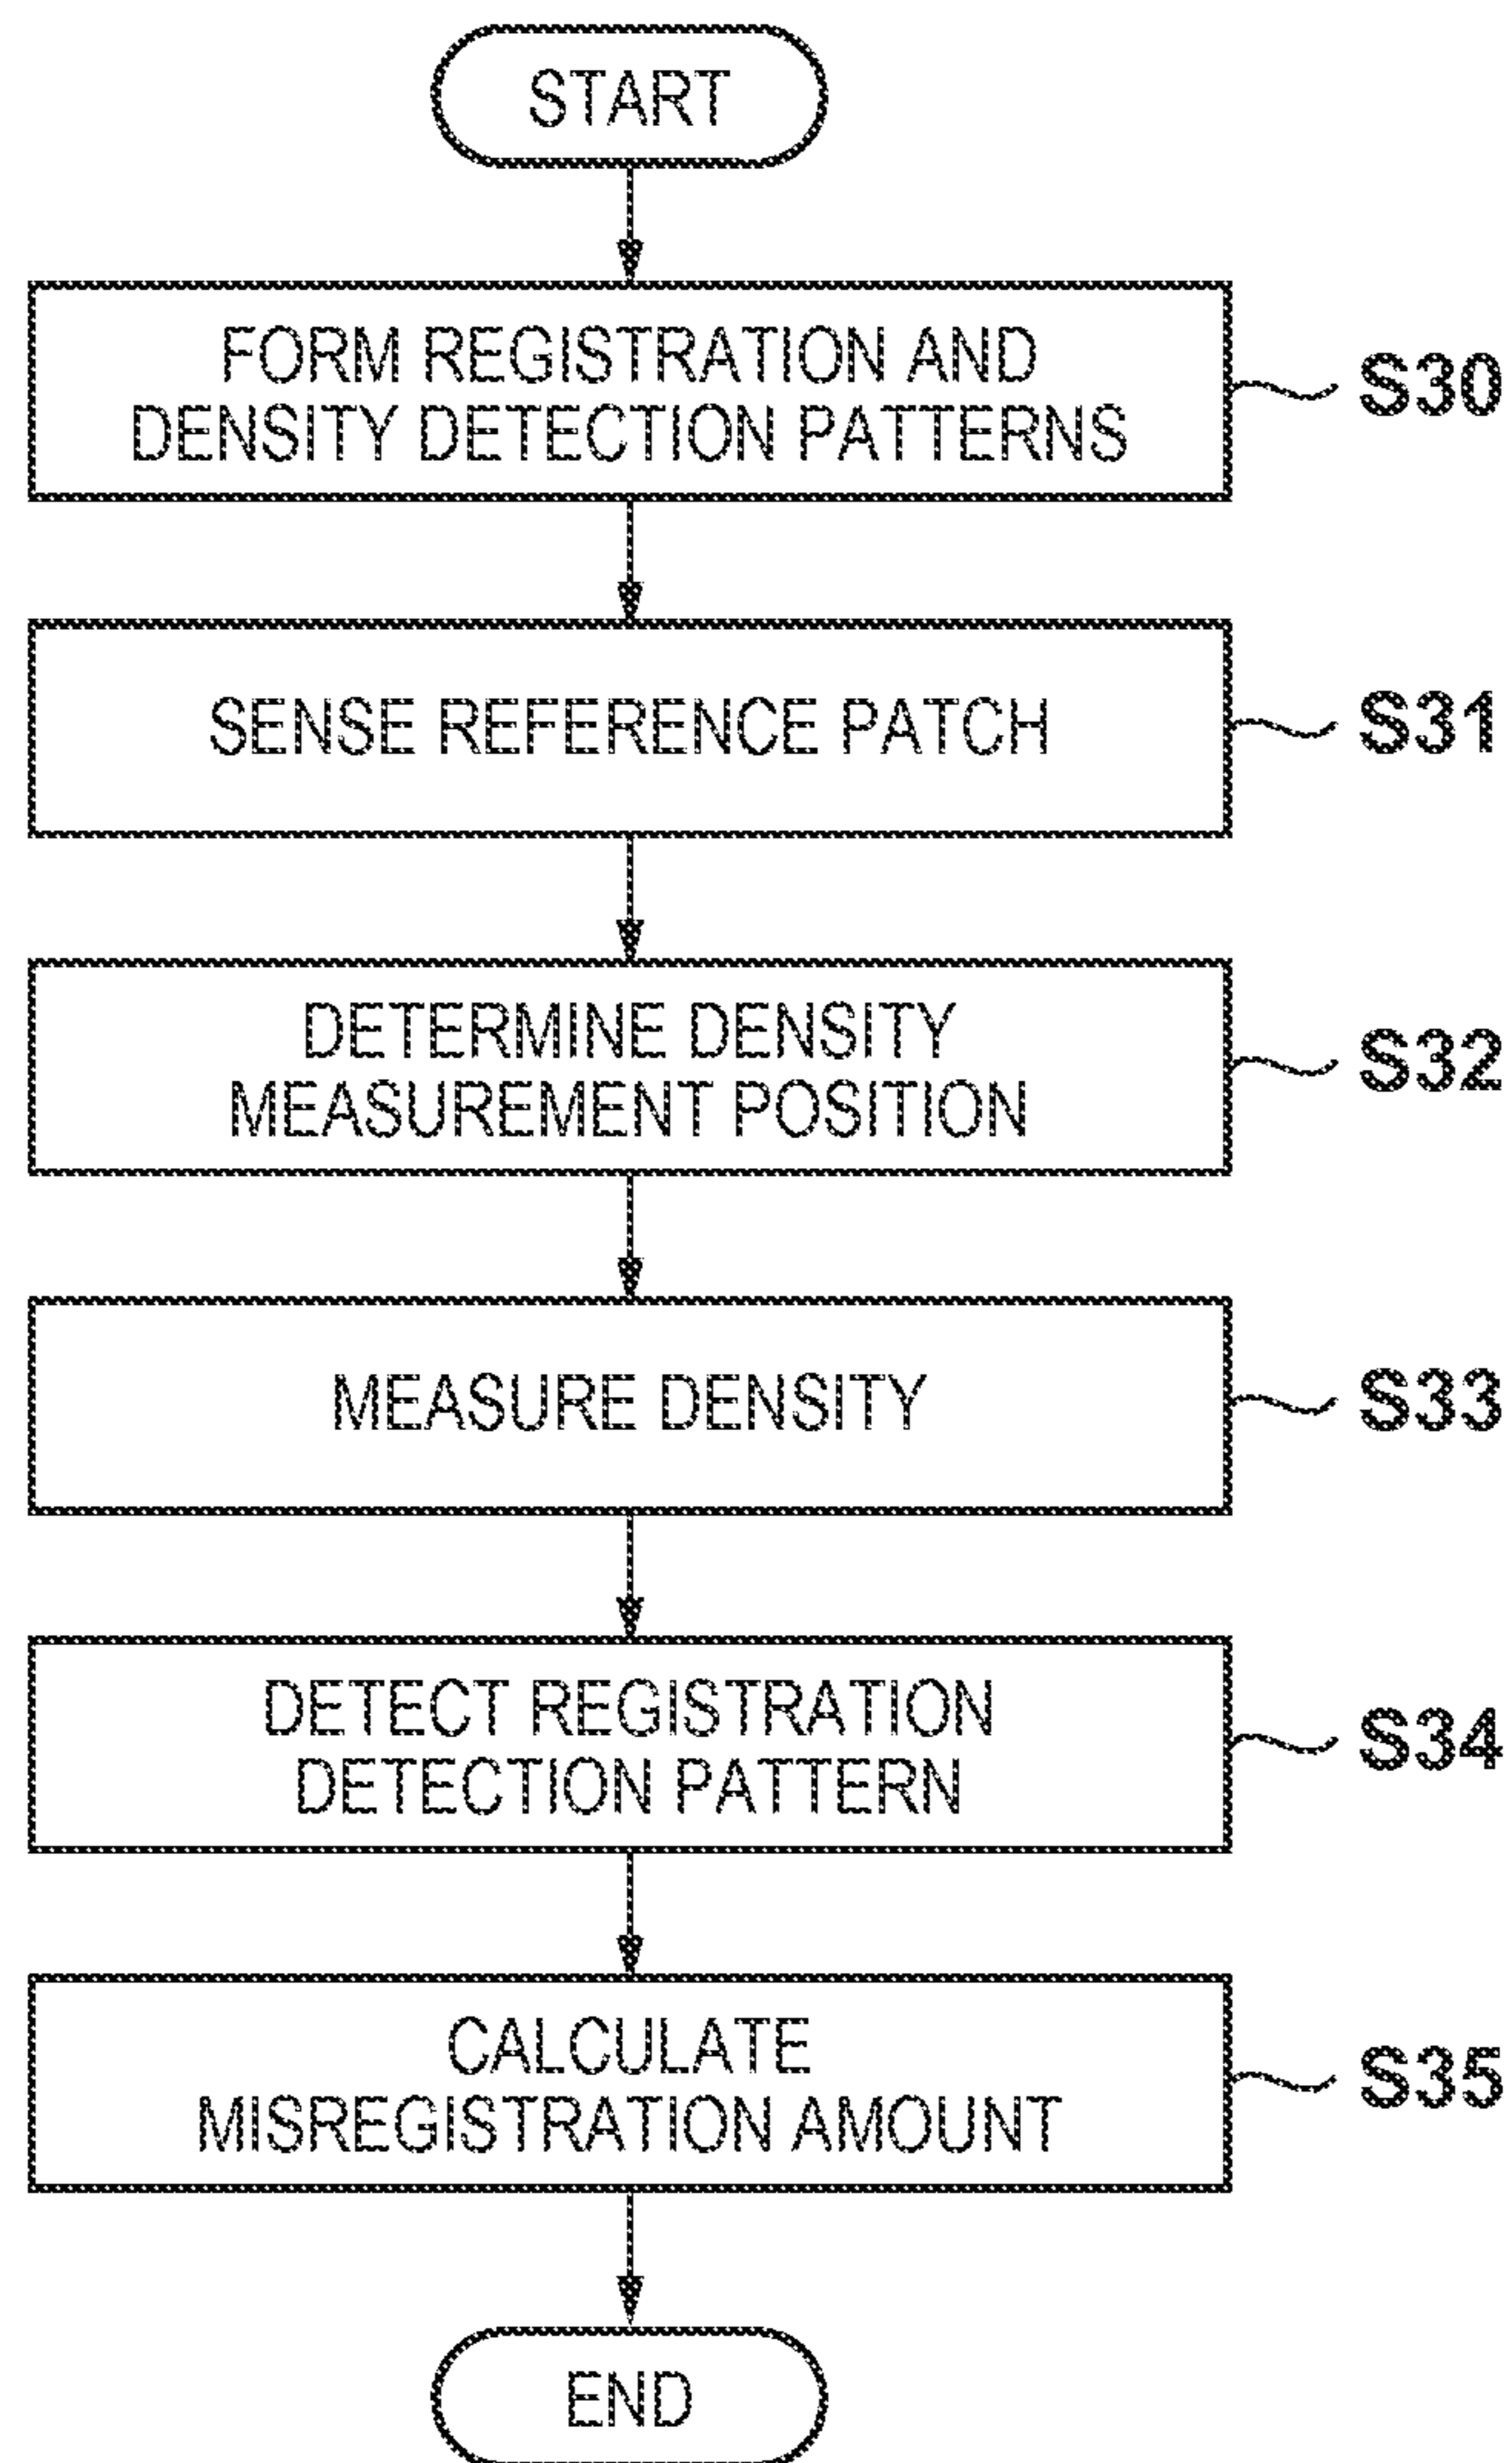 START
FORM REGISTRATION AND
DENSITY DETECTION PATTERNS
S30
SENSE REFERENCE PATCH
S31
DETERMINE DENSITY
MEASUREMENT POSITION
S32
MEASURE DENSITY
S33
DETECT REGISTRATION
DETECTION PATTERN
S34
CALCULATE
MISREGISTRATION AMOUNT
S35
END